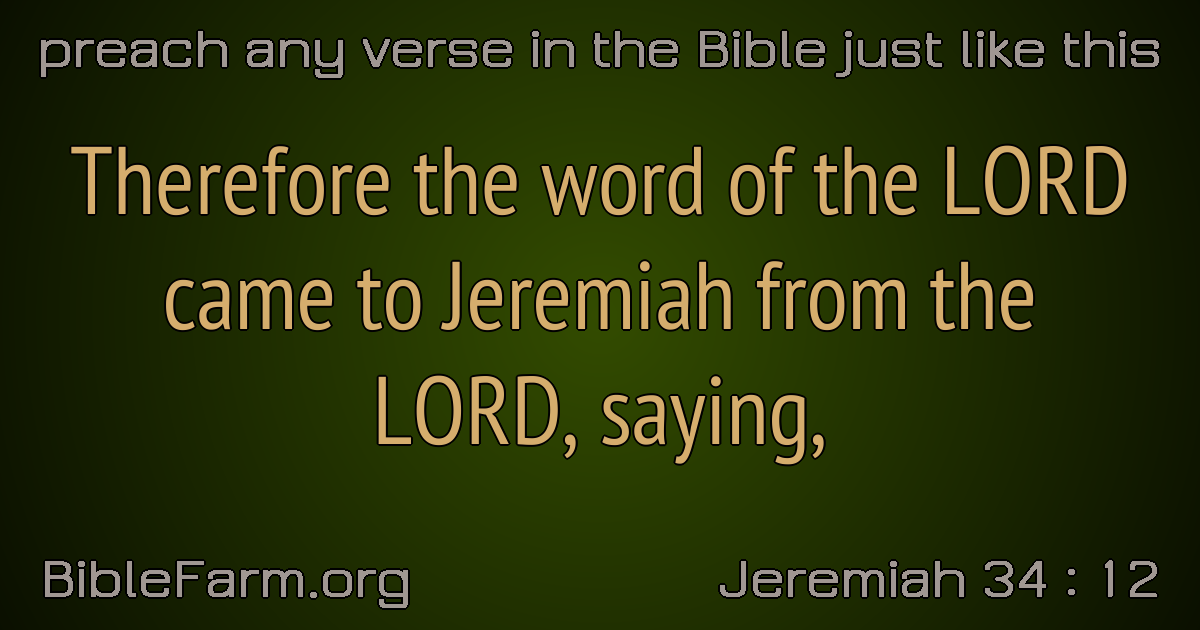 preach any verse in the Bible just like this
Therefore the word of the LORD
came to Jeremiah from the
LORD, saying,
BibleFarm.org
Jeremiah 34 : 12